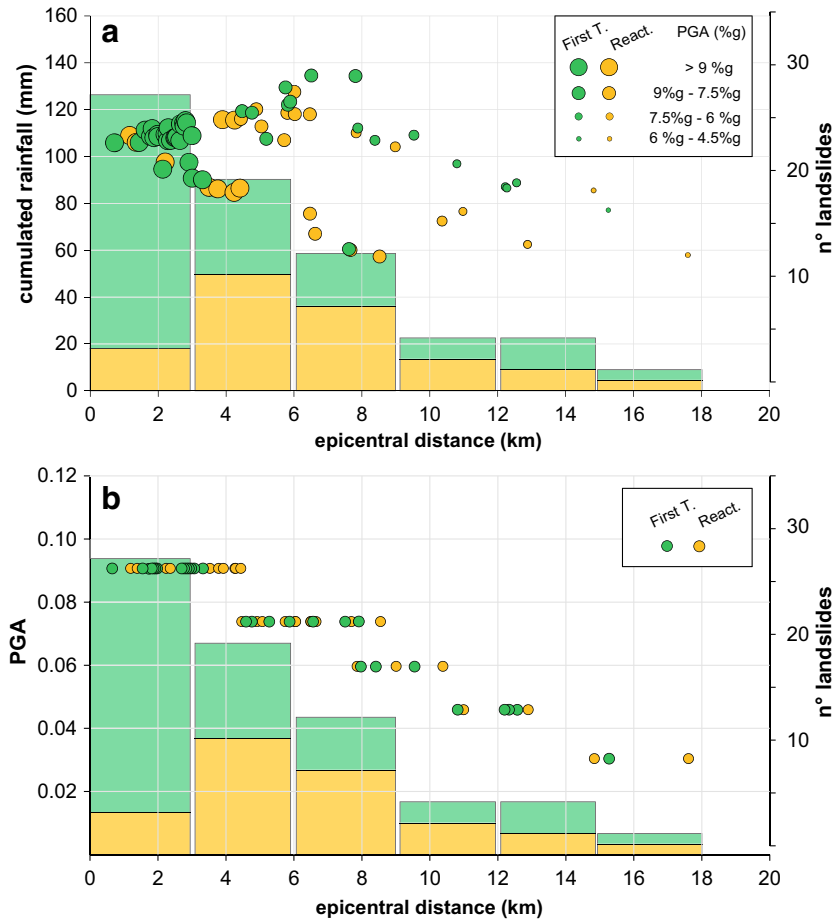 a
160
140
120
100
80
60
40
20
0
cumulated rainfall (mm)
30
20
10
n° landslides
First T.
React.
PGA (%g)
> 9 %g
9%g - 7.5%g
7.5%g - 6 %g
6 %g - 4.5%g
0 2 4 6 8 10 12 14 16 18 20
epicentral distance (km)
b
0.12
0.10
0.08
0.06
0.04
0.02
PGA
30
20
10
n° landslides
First T.
React.
0 2 4 6 8 10 12 14 16 18 20
epicentral distance (km)